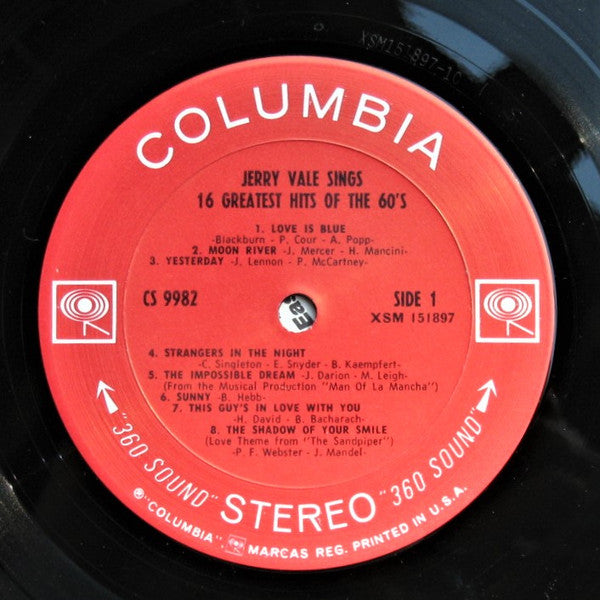 XSM151897-1C
COLUMBIA
JERRY VALE SINGS
16 GREATEST HITS OF THE 60'S
1. LOVE IS BLUE
-Blackburn - P. Cour - A. Popp-
2. MOON RIVER -J. Mercer - H. Mancini-
3. YESTERDAY -J. Lennon - P. McCartney-
CS 9982
SIDE 1
XSM 151897
4. STRANGERS IN THE NIGHT
-C. Singleton - E. Snyder - B. Kaempfert-
5. THE IMPOSSIBLE DREAM -J. Darion - M. Leigh-
(From the Musical Production "Man Of La Mancha")
6. SUNNY -B. Hebb-
7. THIS GUY'S IN LOVE WITH YOU
-H. David - B. Bacharach-
8. THE SHADOW OF YOUR SMILE
(Love Theme from "The Sandpiper")
-P. F. Webster - J. Mandel-
"360 SOUND" STEREO "360 SOUND"
℗"COLUMBIA", MARCAS REG. PRINTED IN U.S.A.